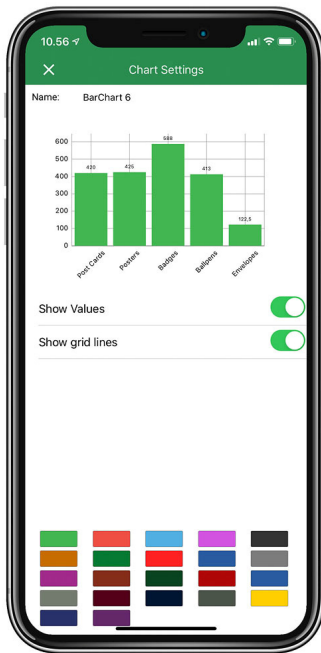 10.56
Chart Settings
Name: BarChart 6
588
600
500
420
425
413
400
300
200
122,5
100
0
Post Cards
Posters
Badges
Ballpens
Envelopes
Show Values
Show grid lines